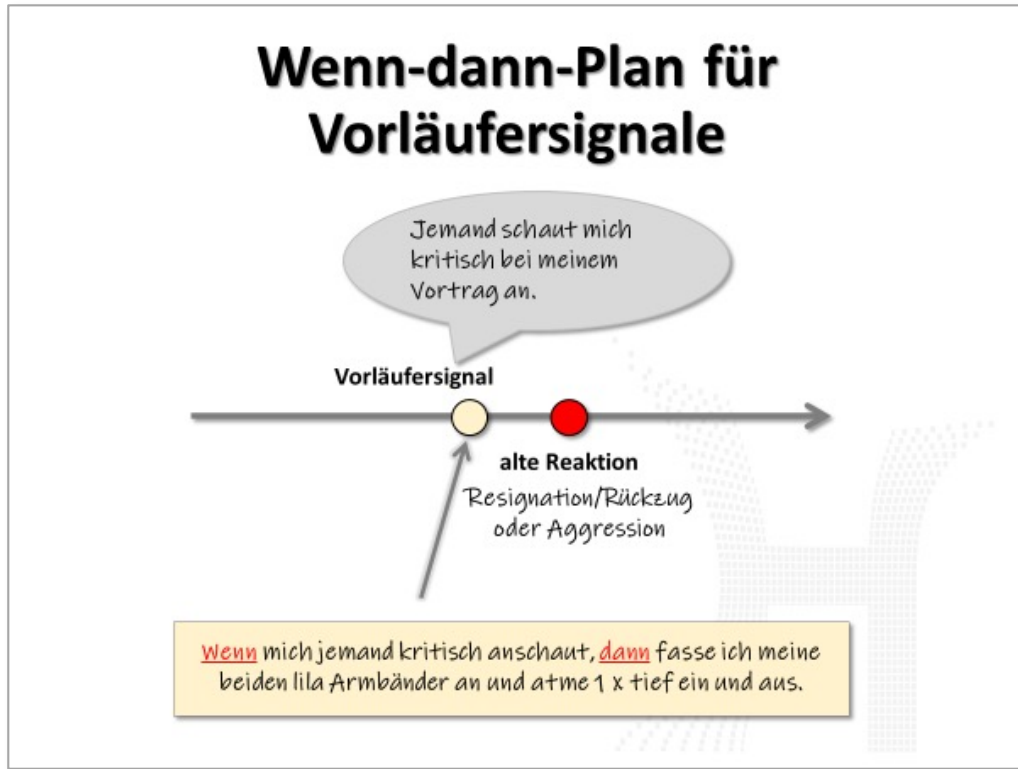 Wenn-dann-Plan für
Vorläufersignale
Jemand schaut mich
kritisch bei meinem
Vortrag an.
Vorläufersignal
alte Reaktion
Resignation/Rückzug
oder Aggression
Wenn mich jemand kritisch anschaut, dann fasse ich meine
beiden lila Armbänder an und atme 1 x tief ein und aus.